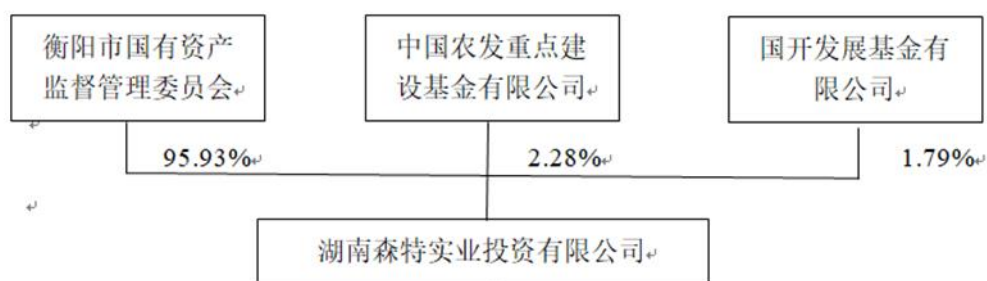 衡阳市国有资产
监督管理委员会
中国农发重点建
设基金有限公司
国开发展基金有
限公司
95.93%
2.28%
1.79%
湖南森特实业投资有限公司